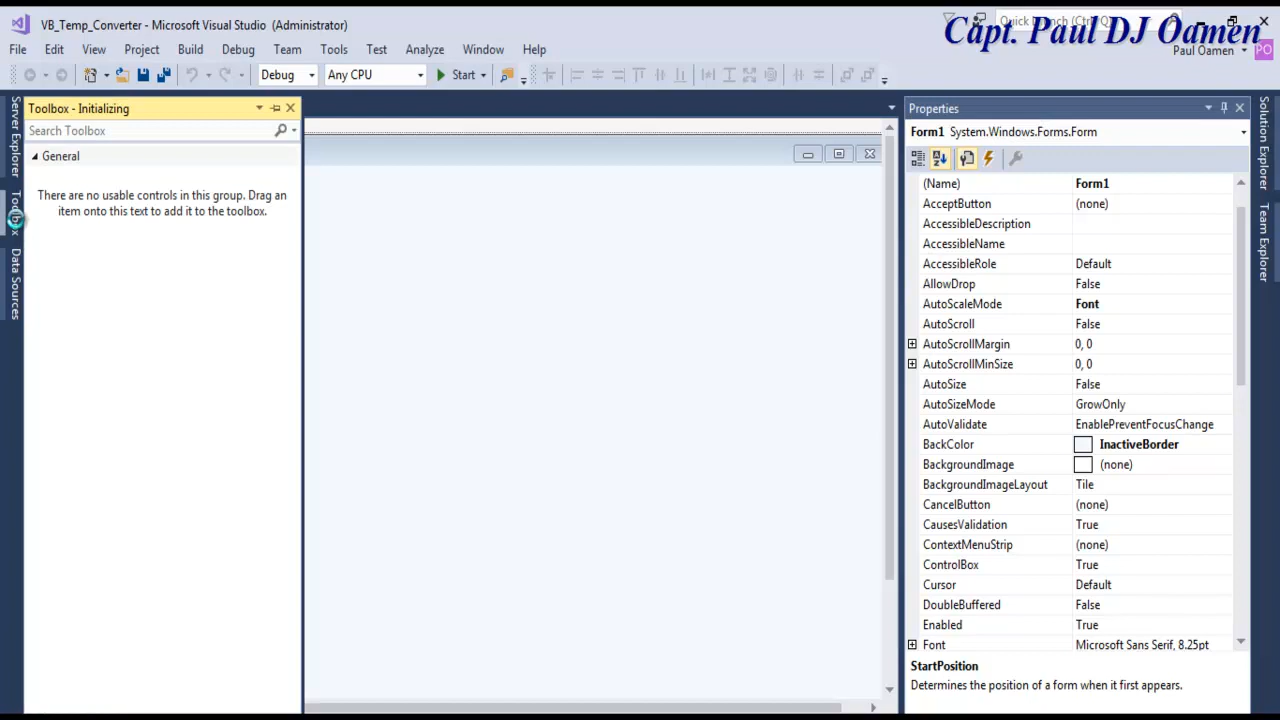 VB_Temp_Converter - Microsoft Visual Studio (Administrator)
Capt. Paul DJ Oamen
File Edit View Project Build Debug Team Tools Test Analyze Window Help
Paul Oamen PO
Debug Any CPU Start
Server Explorer
Toolbox
Data Sources
Toolbox - Initializing
Search Toolbox
General
There are no usable controls in this group. Drag an
item onto this text to add it to the toolbox.
Properties
Form1 System.Windows.Forms.Form
(Name) Form1
AcceptButton (none)
AccessibleDescription
AccessibleName
AccessibleRole Default
AllowDrop False
AutoScaleMode Font
AutoScroll False
AutoScrollMargin 0, 0
AutoScrollMinSize 0, 0
AutoSize False
AutoSizeMode GrowOnly
AutoValidate EnablePreventFocusChange
BackColor InactiveBorder
BackgroundImage (none)
BackgroundImageLayout Tile
CancelButton (none)
CausesValidation True
ContextMenuStrip (none)
ControlBox True
Cursor Default
DoubleBuffered False
Enabled True
Font Microsoft Sans Serif, 8.25pt
StartPosition
Determines the position of a form when it first appears.
Solution Explorer
Team Explorer